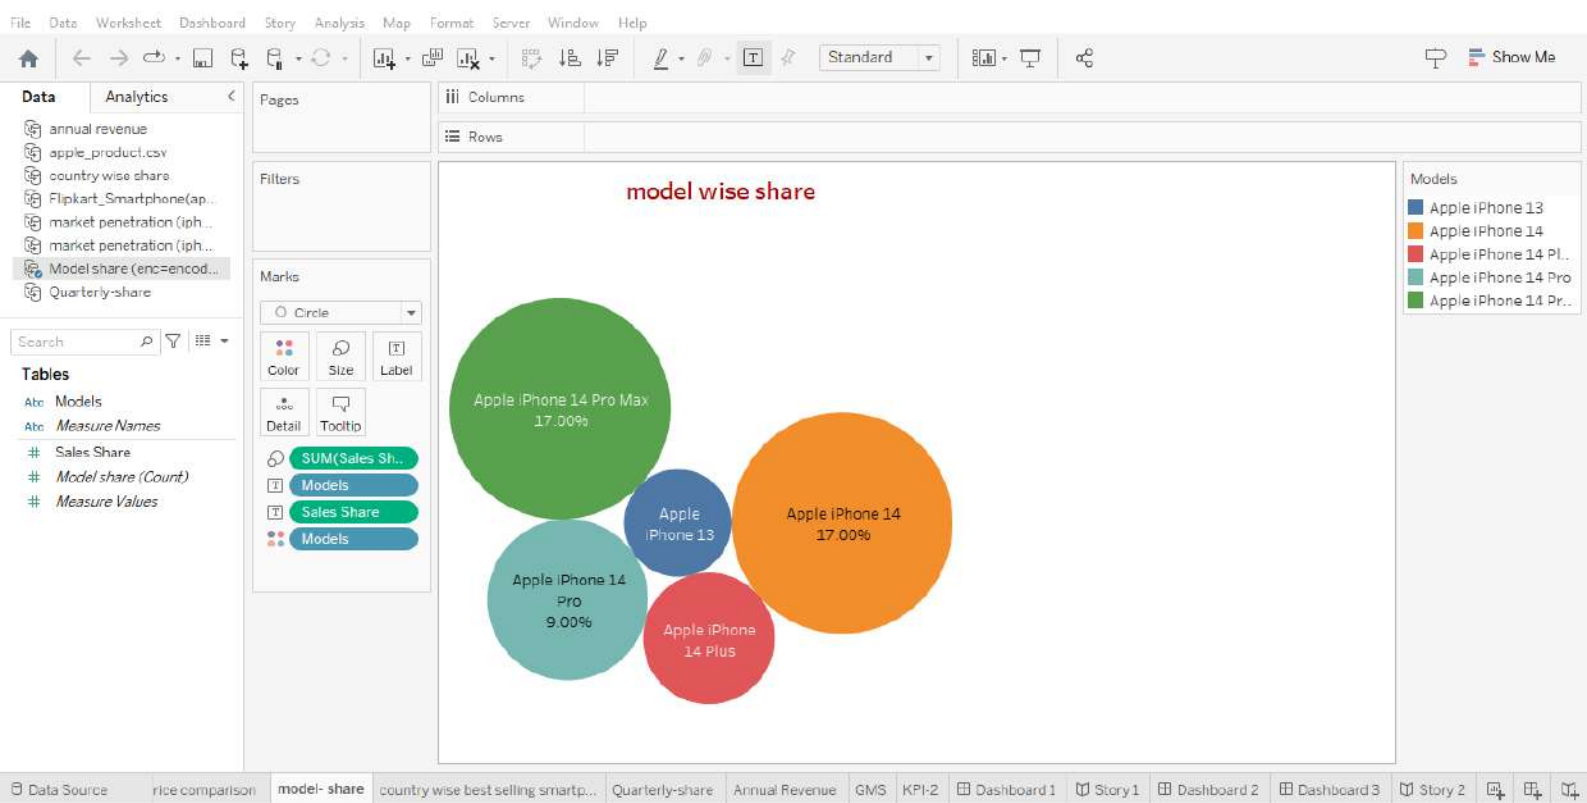 File Data Worksheet Dashboard Story Analysis Map Format Server Window Help
Standard
Show Me
Data Analytics
annual revenue
apple_product.csv
country wise share
Flipkart_Smartphone(ap...
market penetration (iph...
market penetration (iph...
Model share (enc=encod...
Quarterly-share
Search
Tables
Abc Models
Abc Measure Names
# Sales Share
# Model share (Count)
# Measure Values
Pages
Filters
Marks
Circle
Color Size Label
Detail Tooltip
SUM(Sales Sh..
Models
Sales Share
Models
Columns
Rows
model wise share
Apple iPhone 14 Pro Max
17.00%
Apple
iPhone 13
Apple iPhone 14
17.00%
Apple iPhone 14
Pro
9.00%
Apple iPhone
14 Plus
Models
Apple iPhone 13
Apple iPhone 14
Apple iPhone 14 Pl..
Apple iPhone 14 Pro
Apple iPhone 14 Pr..
Data Source rice comparison model- share country wise best selling smartp... Quarterly-share Annual Revenue GMS KPI-2 Dashboard 1 Story 1 Dashboard 2 Dashboard 3 Story 2